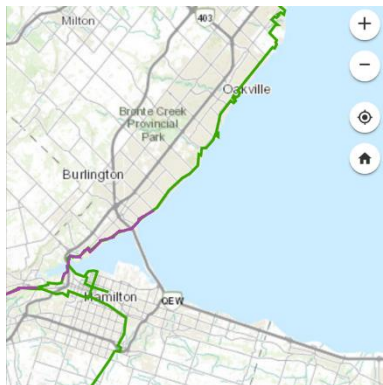 Milton
403
Oakville
Bronte Creek
Provincial
Park
Burlington
Hamilton
QEW